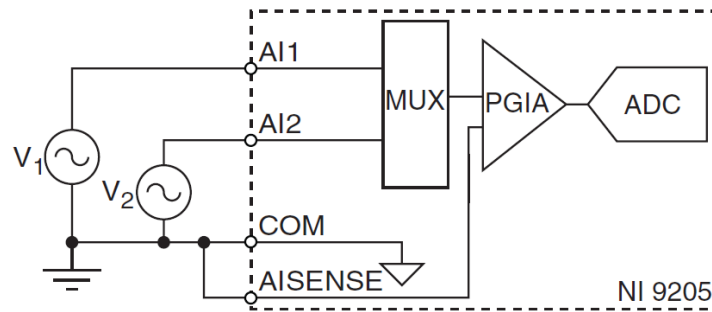 AI1
MUX
PGIA
ADC
AI2
V1
V2
COM
AISENSE
NI 9205